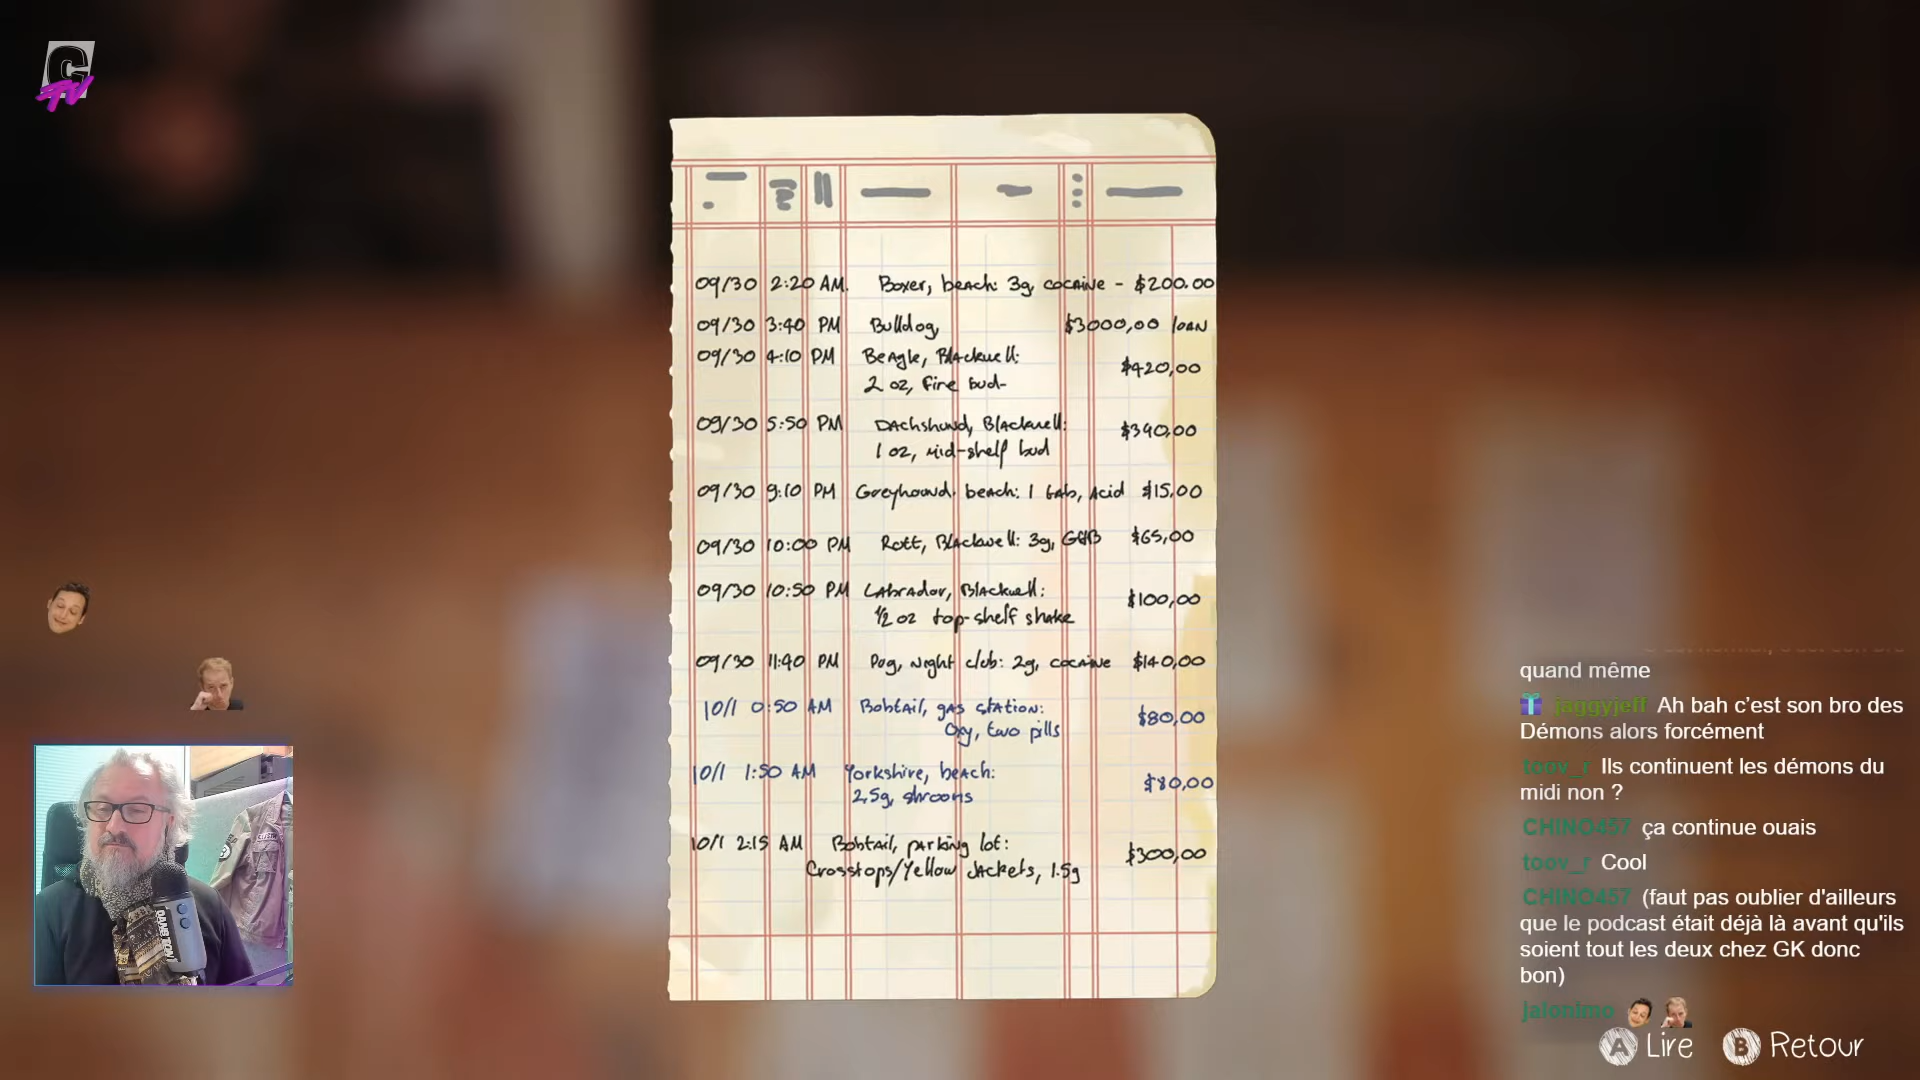 C
TV
09/30 2:20 AM. Boxer, beach: 3g, cocaine - $200.00
09/30 3:40 PM Bulldog, $3000,00 loan
09/30 4:10 PM Beagle, Blackwell:
2 oz, fire bud-
$420,00
09/30 5:50 PM Dachshund, Blackwell:
1 oz, mid-shelf bud
$340,00
09/30 9:10 PM Greyhound, beach: 1 tab, acid $15,00
09/30 10:00 PM Rott, Blackwell: 3g, GHB $65,00
09/30 10:50 PM Labrador, Blackwell:
1/2 oz top-shelf shake
$100,00
09/30 11:40 PM Pug, night club: 2g, cocaine $140,00
10/1 0:50 AM Bobtail, gas station:
Oxy, two pills
$80,00
10/1 1:50 AM Yorkshire, beach:
2,5g, shrooms
$80,00
10/1 2:15 AM Bobtail, parking lot:
Crosstops/Yellow Jackets, 1.5g
$300,00
quand même
jaggyjeff Ah bah c'est son bro des
Démons alors forcément
toov_r Ils continuent les démons du
midi non ?
CHINO457 ça continue ouais
toov_r Cool
CHINO457 (faut pas oublier d'ailleurs
que le podcast était déjà là avant qu'ils
soient tout les deux chez GK donc
bon)
jalonimo
A Lire B Retour